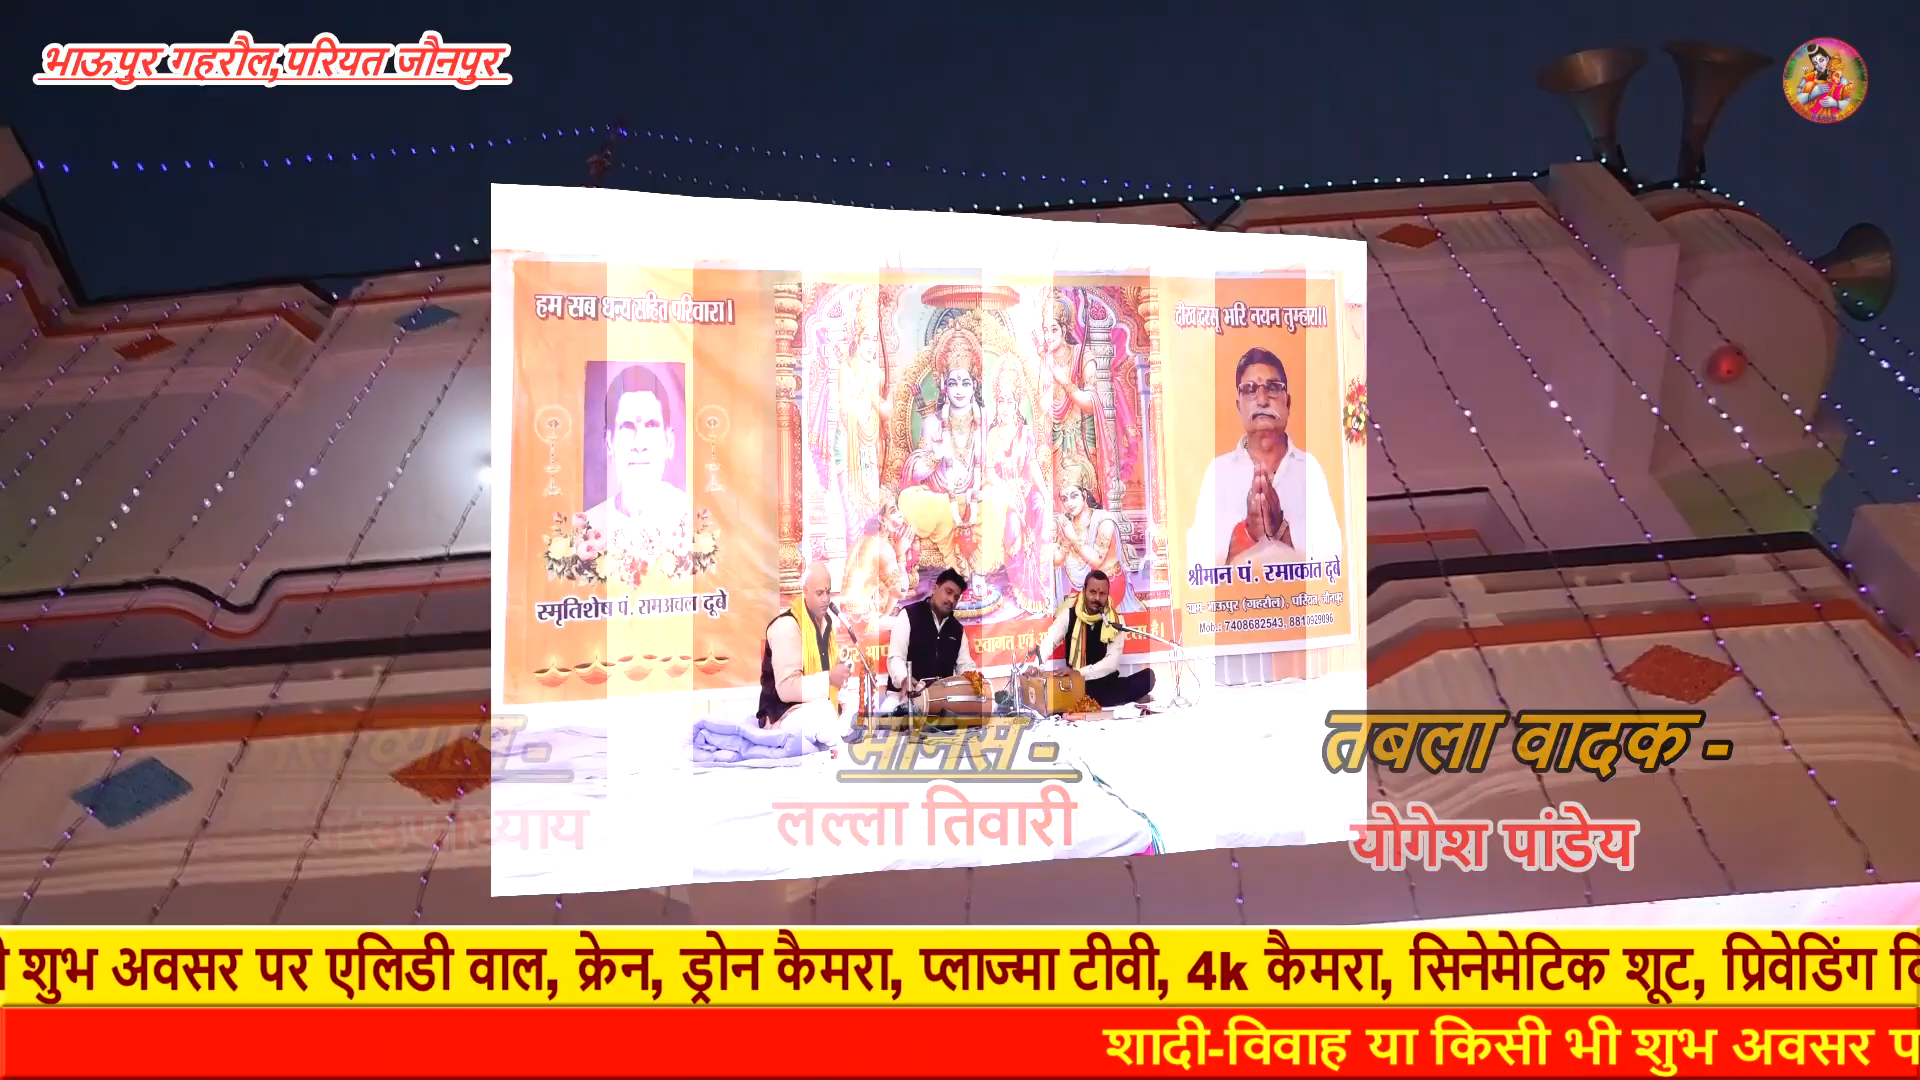 भाऊपुर गहरौल,परियत जौनपुर
हम सब धन्य सहित परिवारा।
दीख दरसु भरि नयन तुम्हारा॥
स्मृतिशेष पं. रामअचल दूबे
श्रीमान पं. रमाकांत दूबे
ग्राम- भाऊपुर (गहरौल), परियत, जौनपुर
Mob.: 7408682543, 8810929096
स्वागत एवं
व्यास -
मानस -
तबला वादक -
लल्ला तिवारी
योगेश पांडेय
शुभ अवसर पर एलिडी वाल, क्रेन, ड्रोन कैमरा, प्लाज्मा टीवी, 4k कैमरा, सिनेमेटिक शूट, प्रिवेडिंग
शादी-विवाह या किसी भी शुभ अवसर